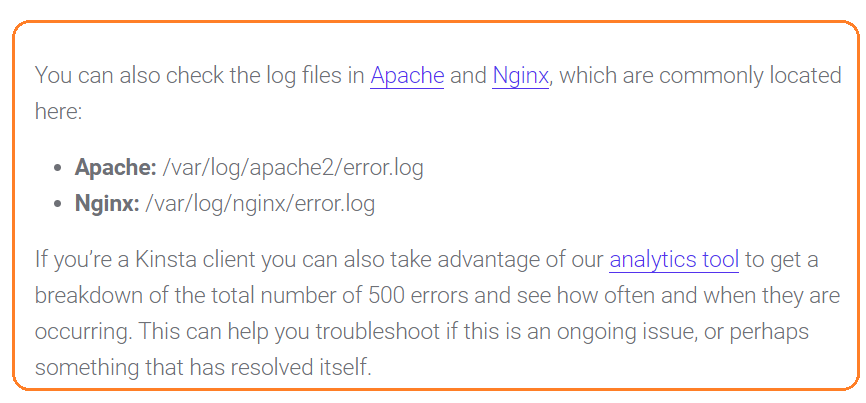 You can also check the log files in Apache and Nginx, which are commonly located
here:
• Apache: /var/log/apache2/error.log
• Nginx: /var/log/nginx/error.log
If you’re a Kinsta client you can also take advantage of our analytics tool to get a
breakdown of the total number of 500 errors and see how often and when they are
occurring. This can help you troubleshoot if this is an ongoing issue, or perhaps
something that has resolved itself.